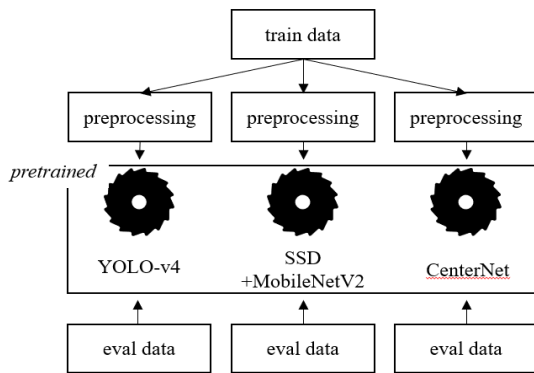 train data
preprocessing
preprocessing
preprocessing
pretrained
YOLO-v4
SSD
+MobileNetV2
CenterNet
eval data
eval data
eval data